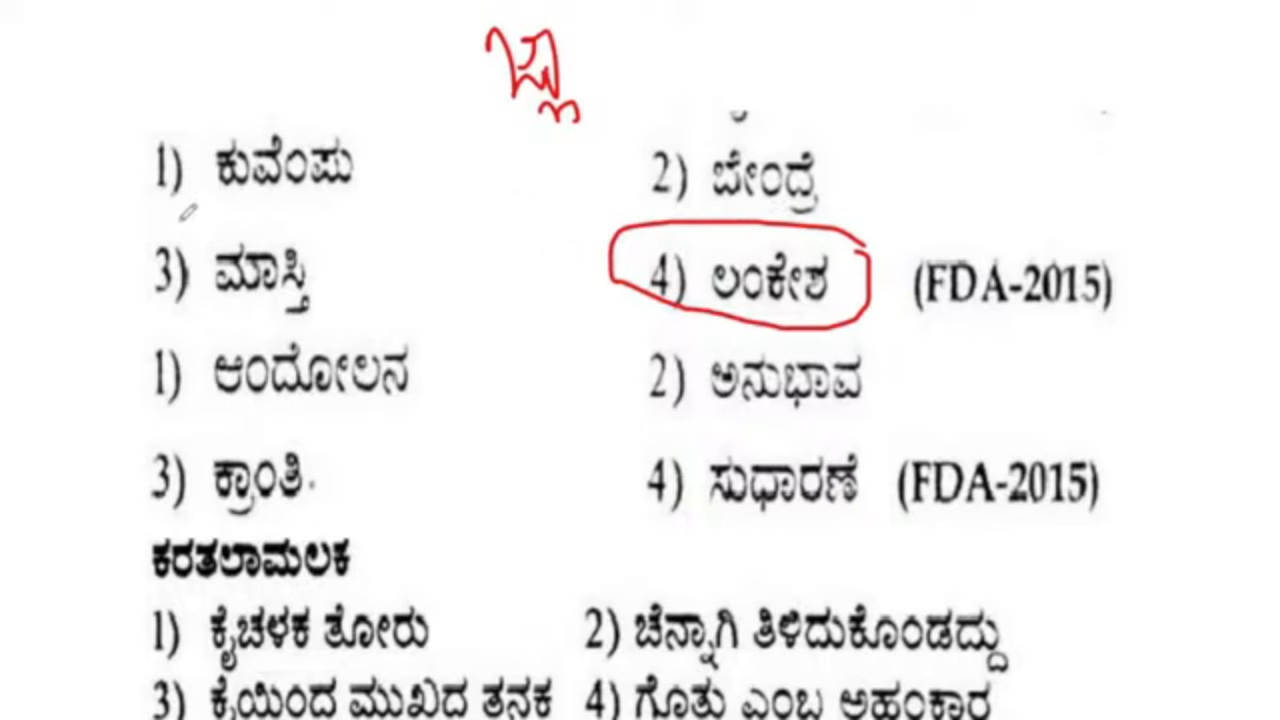 1) ಕುವೆಂಪು 2) ಬೇಂದ್ರೆ
3) ಮಾಸ್ತಿ 4) ಲಂಕೇಶ (FDA-2015)
1) ಆಂದೋಲನ 2) ಅನುಭಾವ
3) ಕ್ರಾಂತಿ 4) ಸುಧಾರಣೆ (FDA-2015)
ಕರತಲಾಮಲಕ
1) ಕೈಚಳಕ ತೋರು 2) ಚೆನ್ನಾಗಿ ತಿಳಿದುಕೊಂಡದ್ದು
3) ಕೈಯಿಂದ ಮುಖದ ತನಕ 4) ಗೊತ್ತು ಎಂಬ ಅಹಂಕಾರ